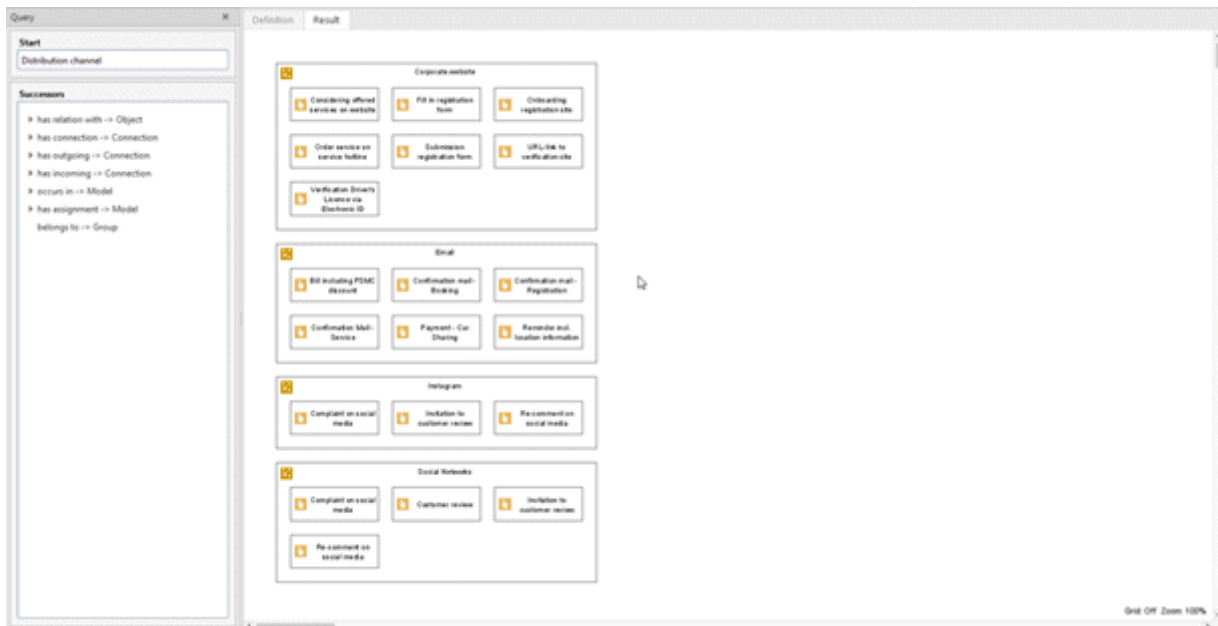 Query
Start
Distribution channel
Successors
has relation with -> Object
has connection -> Connection
has outgoing -> Connection
has incoming -> Connection
occurs in -> Model
has assignment -> Model
belongs to -> Group
Definition Result
Corporate website
Considering offered
services on website
Fill in registration
form
Onboarding
registration site
Order service on
service hotline
Submission
registration form
URL-link to
verification site
Verification Driver's
License via
Electronic ID
Email
Bill including PSMC
discount
Confirmation mail -
Booking
Confirmation mail -
Registration
Confirmation Mail -
Service
Payment - Car
Sharing
Reminder incl.
location information
Instagram
Complaint on social
media
Invitation to
customer review
Re-comment on
social media
Social Networks
Complaint on social
media
Customer review
Invitation to
customer review
Re-comment on
social media
Grid: Off Zoom: 100%